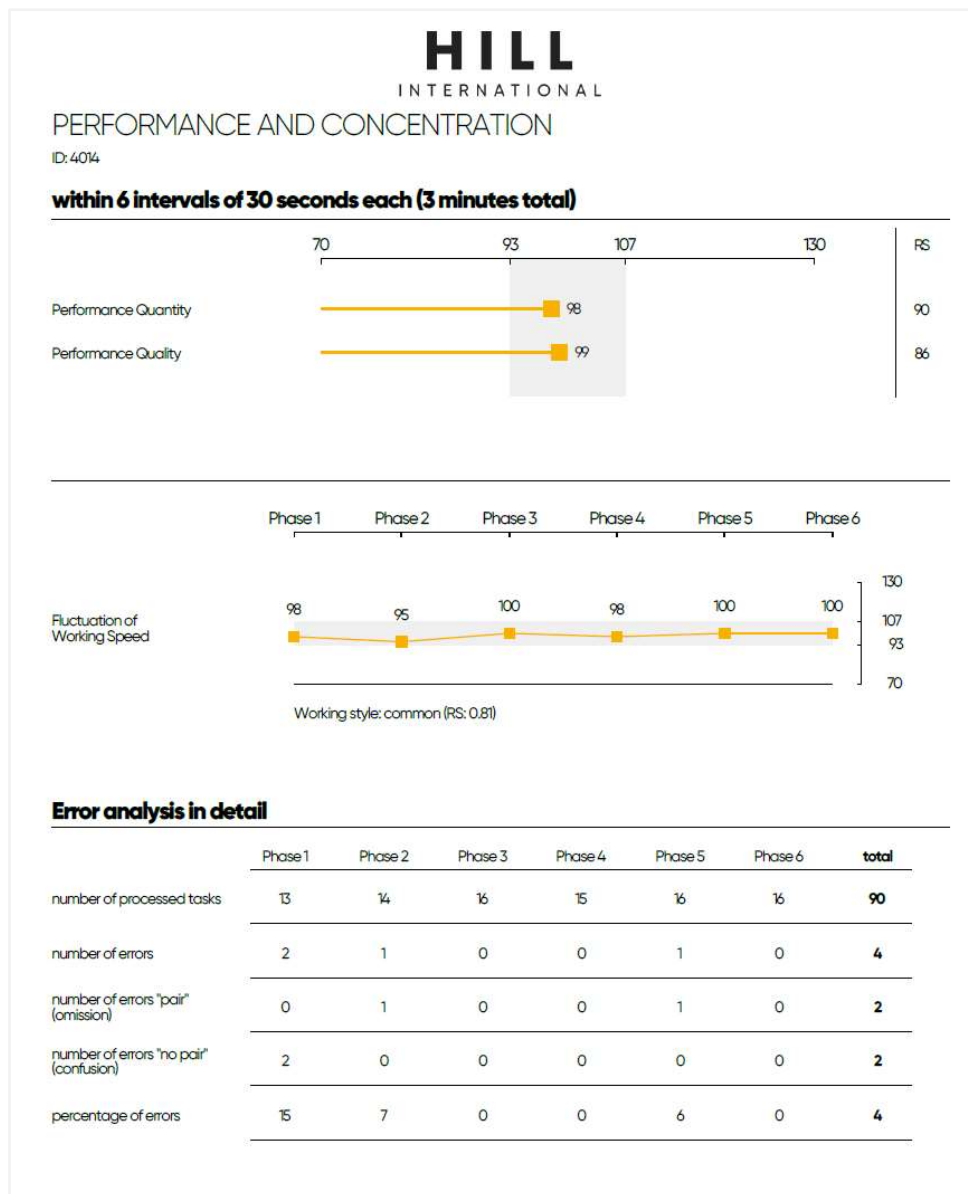 HILL
INTERNATIONAL
PERFORMANCE AND CONCENTRATION
ID: 4014
within 6 intervals of 30 seconds each (3 minutes total)
70 93 107 130 RS
Performance Quantity 98 90
Performance Quality 99 86
Phase 1 Phase 2 Phase 3 Phase 4 Phase 5 Phase 6
130
98 95 100 98 100 100
Fluctuation of 107
Working Speed 93
70
Working style: common (RS: 0.81)
Error analysis in detail
Phase 1 Phase 2 Phase 3 Phase 4 Phase 5 Phase 6 total
number of processed tasks 13 14 16 15 16 16 90
number of errors 2 1 0 0 1 0 4
number of errors "pair"
(omission) 0 1 0 0 1 0 2
number of errors "no pair"
(confusion) 2 0 0 0 0 0 2
percentage of errors 15 7 0 0 6 0 4